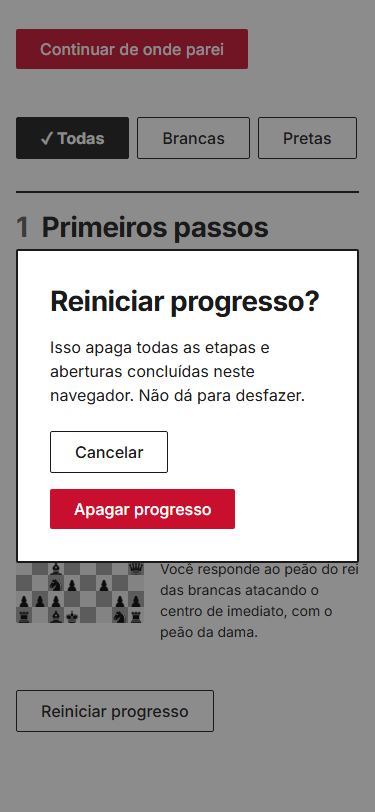 Continuar de onde parei
✓ Todas
Brancas
Pretas
1 Primeiros passos
Reiniciar progresso?
Isso apaga todas as etapas e
aberturas concluídas neste
navegador. Não dá para desfazer.
Cancelar
Apagar progresso
Você responde ao peão do rei
das brancas atacando o
centro de imediato, com o
peão da dama.
Reiniciar progresso